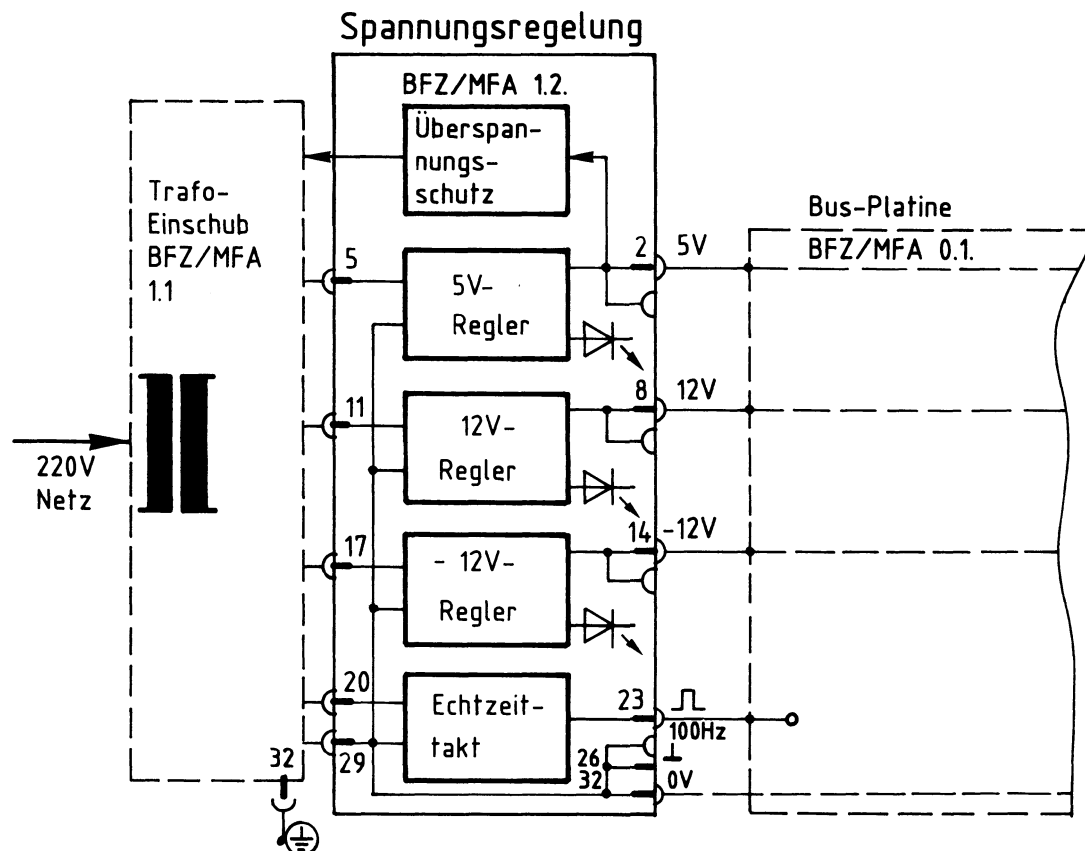 Spannungsregelung
BFZ/MFA 1.2.
Überspan-
nungs-
schutz
Trafo-
Einschub
BFZ/MFA
1.1
220V
Netz
32
5
5V-
Regler
2
5V
11
12V-
Regler
8
12V
17
- 12V-
Regler
14
-12V
20
29
Echtzeit-
takt
23
100Hz
26
32
0V
Bus-Platine
BFZ/MFA 0.1.